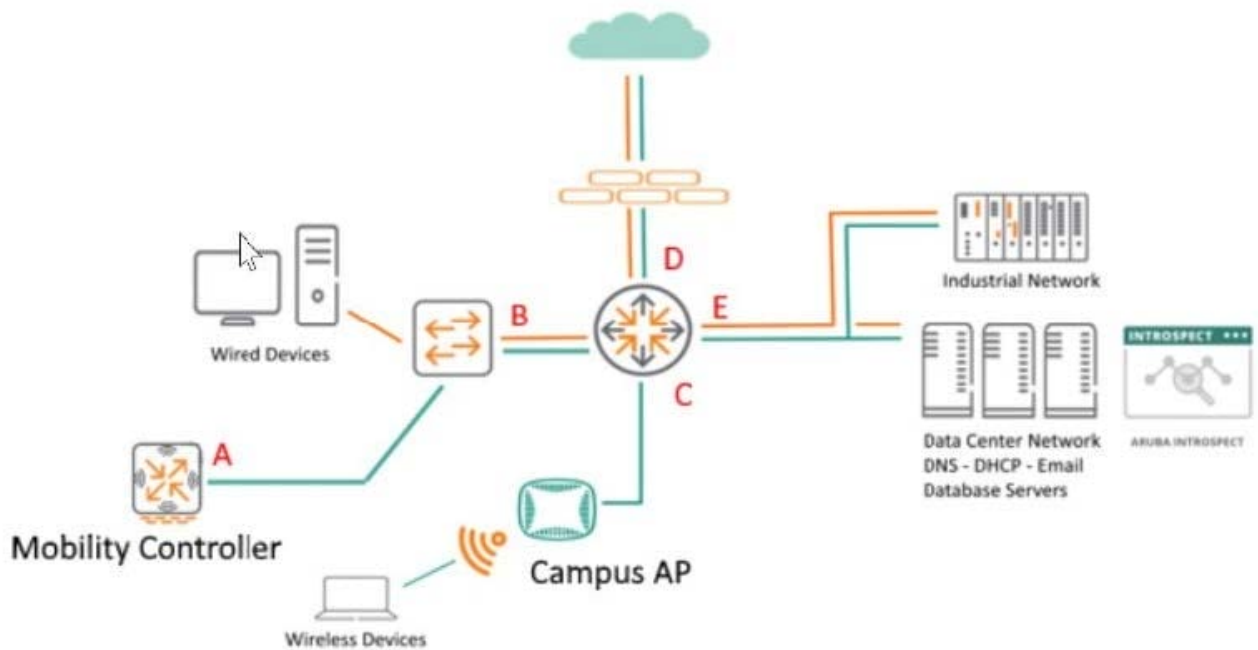 D
E
Industrial Network
B
Wired Devices
C
INTROSPECT
A
Data Center Network
DNS - DHCP - Email
Database Servers
ARUBA INTROSPECT
Mobility Controller
Campus AP
Wireless Devices